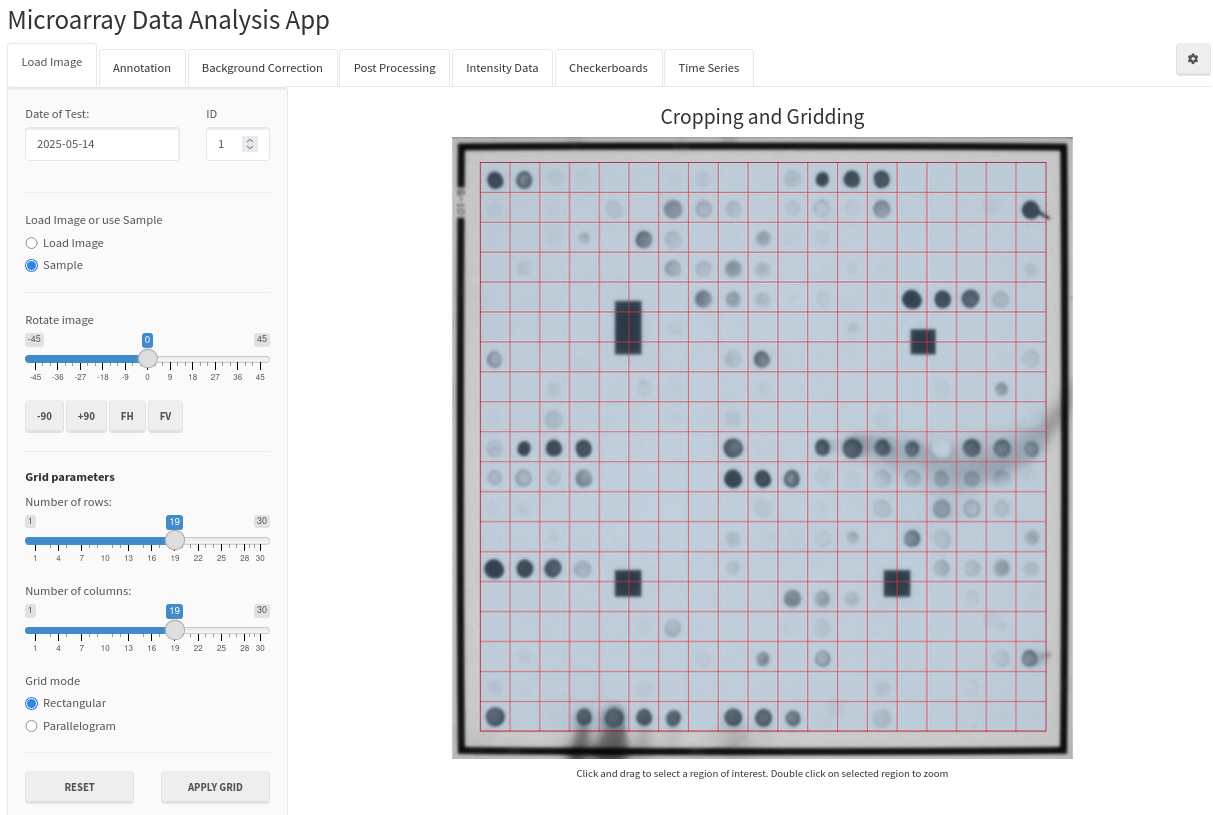 Microarray Data Analysis App
Load Image
Annotation
Background Correction
Post Processing
Intensity Data
Checkerboards
Time Series
Date of Test:
ID
2025-05-14
1
Load Image or use Sample
Load Image
Sample
Rotate image
-45 0 45
-45 -36 -27 -18 -9 0 9 18 27 36 45
-90 +90 FH FV
Grid parameters
Number of rows:
1 19 30
1 4 7 10 13 16 19 22 25 28 30
Number of columns:
1 19 30
1 4 7 10 13 16 19 22 25 28 30
Grid mode
Rectangular
Parallelogram
RESET
APPLY GRID
Cropping and Gridding
Click and drag to select a region of interest. Double click on selected region to zoom